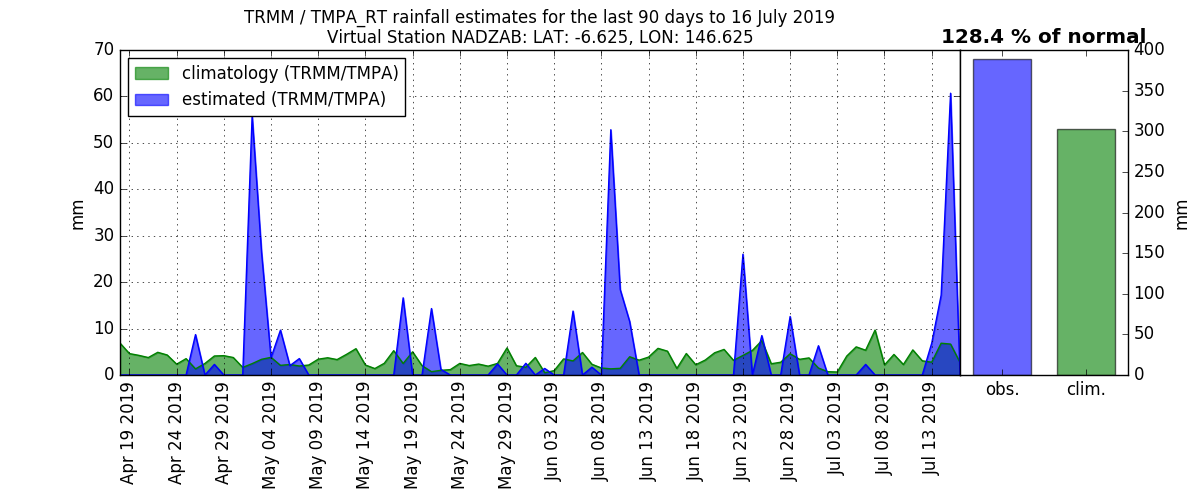 TRMM / TMPA_RT rainfall estimates for the last 90 days to 16 July 2019
Virtual Station NADZAB: LAT: -6.625, LON: 146.625
128.4 % of normal
climatology (TRMM/TMPA)
estimated (TRMM/TMPA)
mm
70
60
50
40
30
20
10
0
Apr 19 2019
Apr 24 2019
Apr 29 2019
May 04 2019
May 09 2019
May 14 2019
May 19 2019
May 24 2019
May 29 2019
Jun 03 2019
Jun 08 2019
Jun 13 2019
Jun 18 2019
Jun 23 2019
Jun 28 2019
Jul 03 2019
Jul 08 2019
Jul 13 2019
obs.
clim.
400
350
300
250
200
150
100
50
0
mm